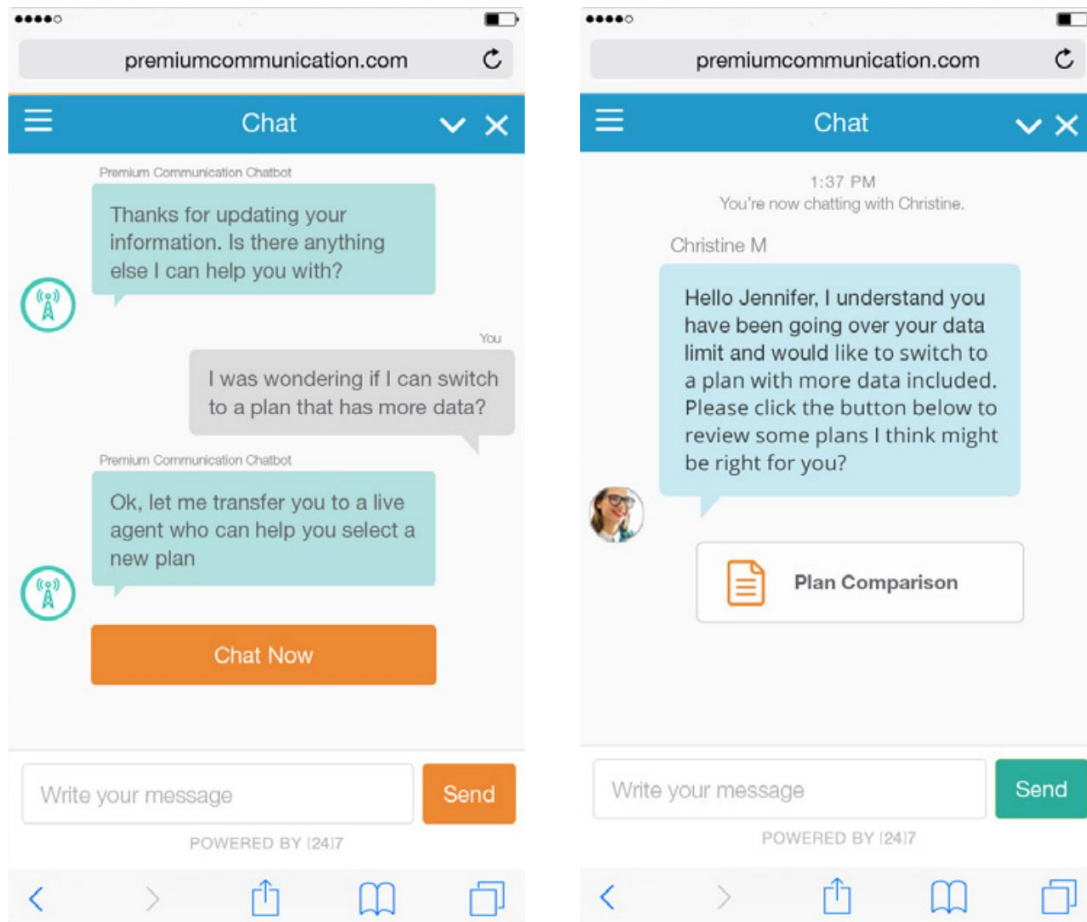 premiumcommunication.com
Chat
Premium Communication Chatbot
Thanks for updating your
information. Is there anything
else I can help you with?
You
I was wondering if I can switch
to a plan that has more data?
Premium Communication Chatbot
Ok, let me transfer you to a live
agent who can help you select a
new plan
Chat Now
Write your message
Send
POWERED BY [24]7
premiumcommunication.com
Chat
1:37 PM
You're now chatting with Christine.
Christine M
Hello Jennifer, I understand you
have been going over your data
limit and would like to switch to
a plan with more data included.
Please click the button below to
review some plans I think might
be right for you?
Plan Comparison
Write your message
Send
POWERED BY [24]7